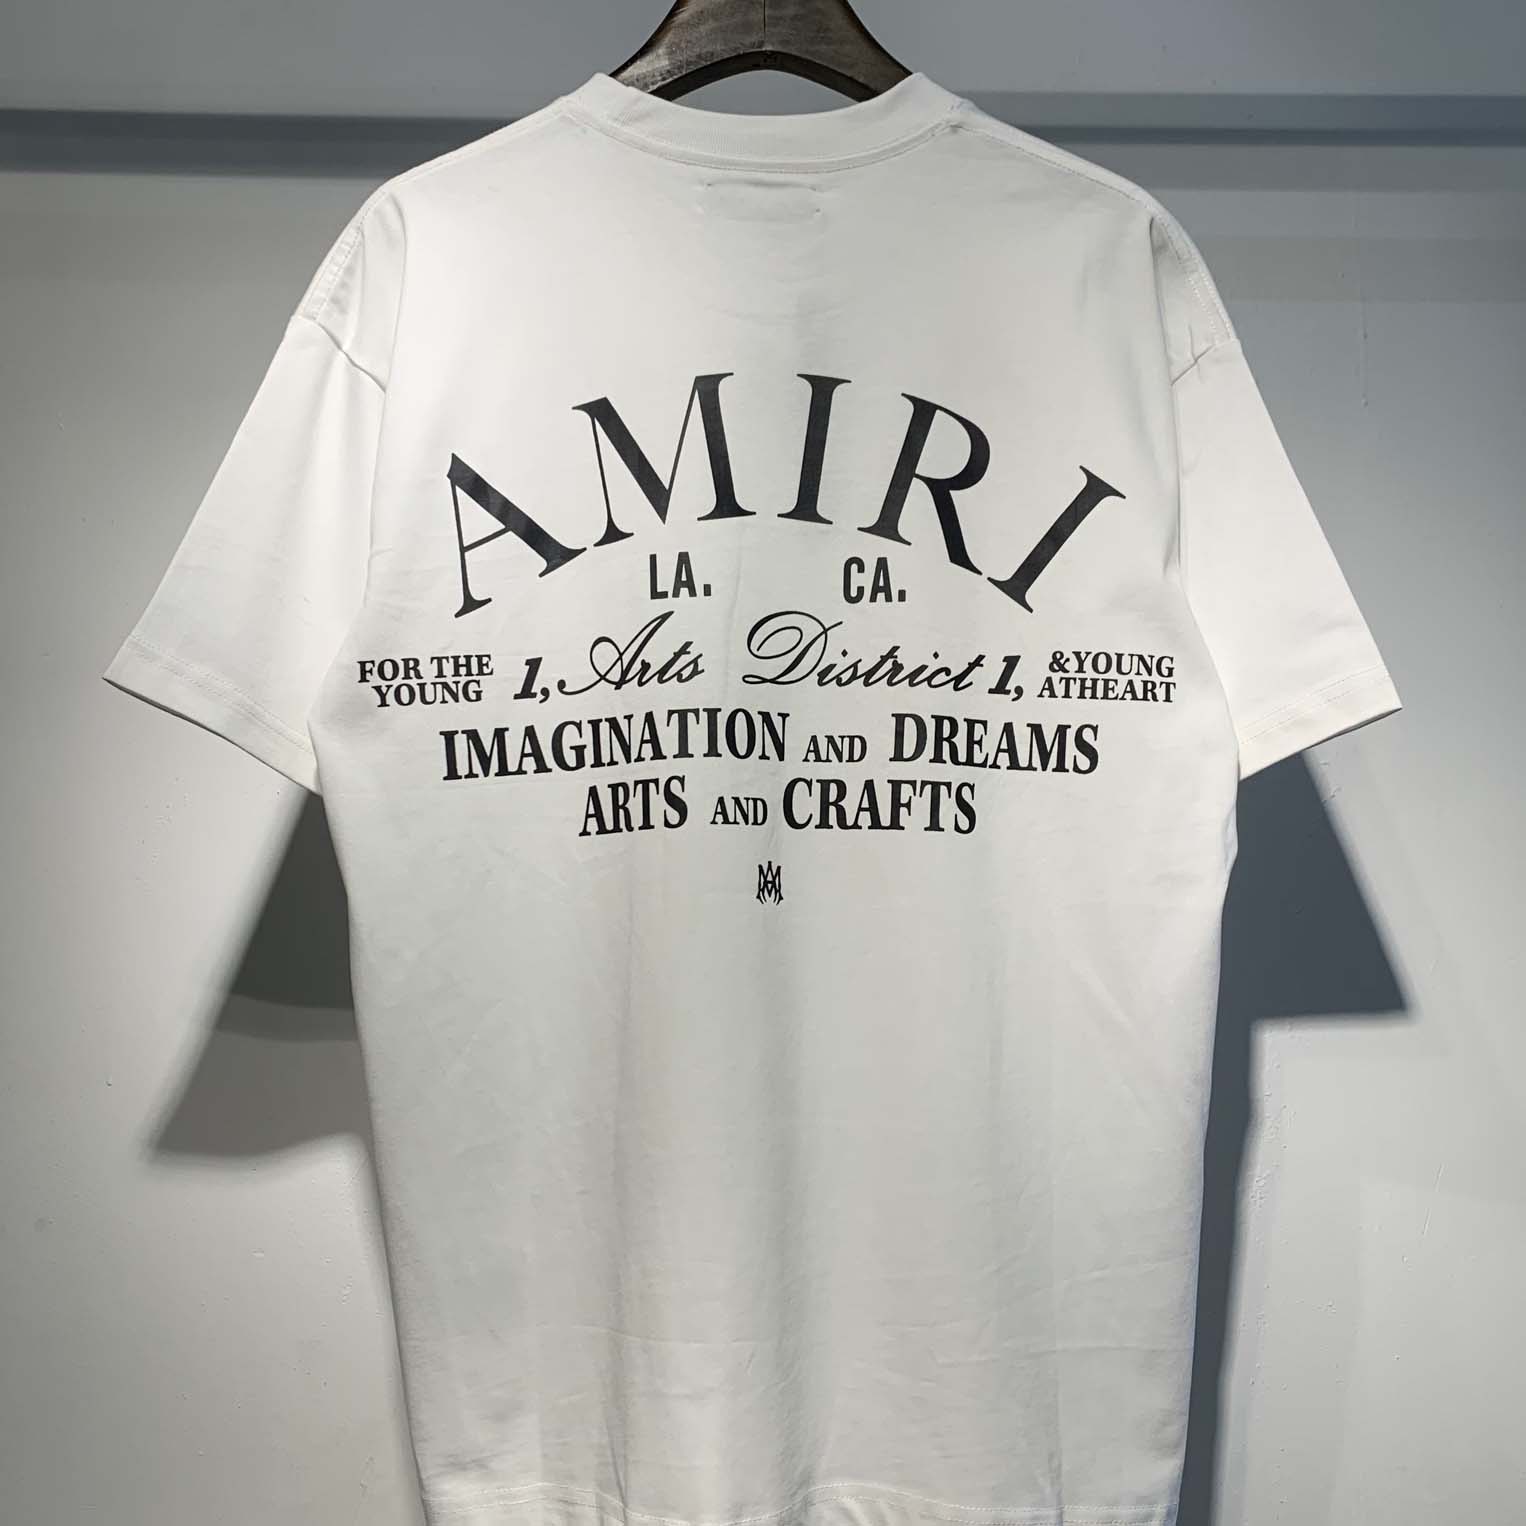 AMIRI
LA. CA.
FOR THE
YOUNG
1, Arts District 1,
&YOUNG
ATHEART
IMAGINATION AND DREAMS
ARTS AND CRAFTS